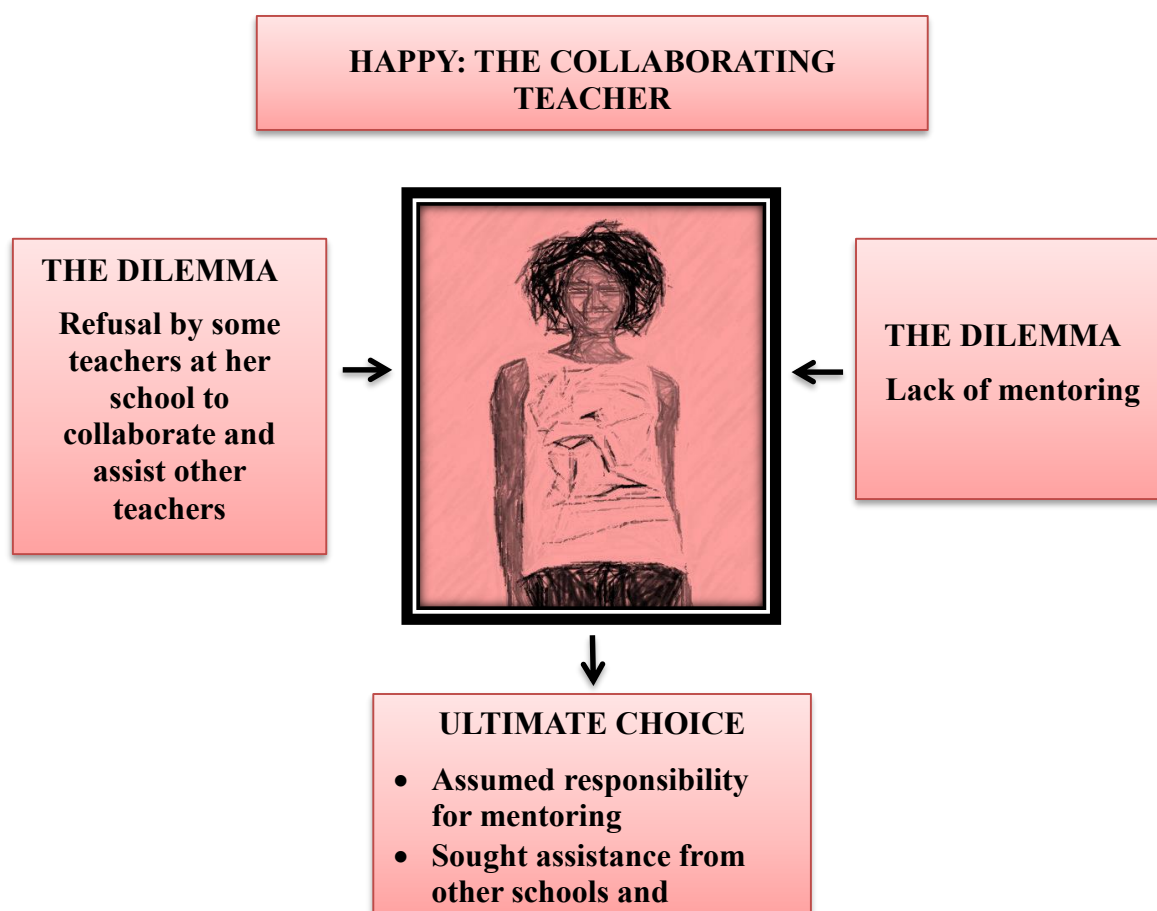 HAPPY: THE COLLABORATING
TEACHER
THE DILEMMA
Refusal by some
teachers at her
school to
collaborate and
assist other
teachers
THE DILEMMA
Lack of mentoring
ULTIMATE CHOICE
• Assumed responsibility
for mentoring
• Sought assistance from
other schools and